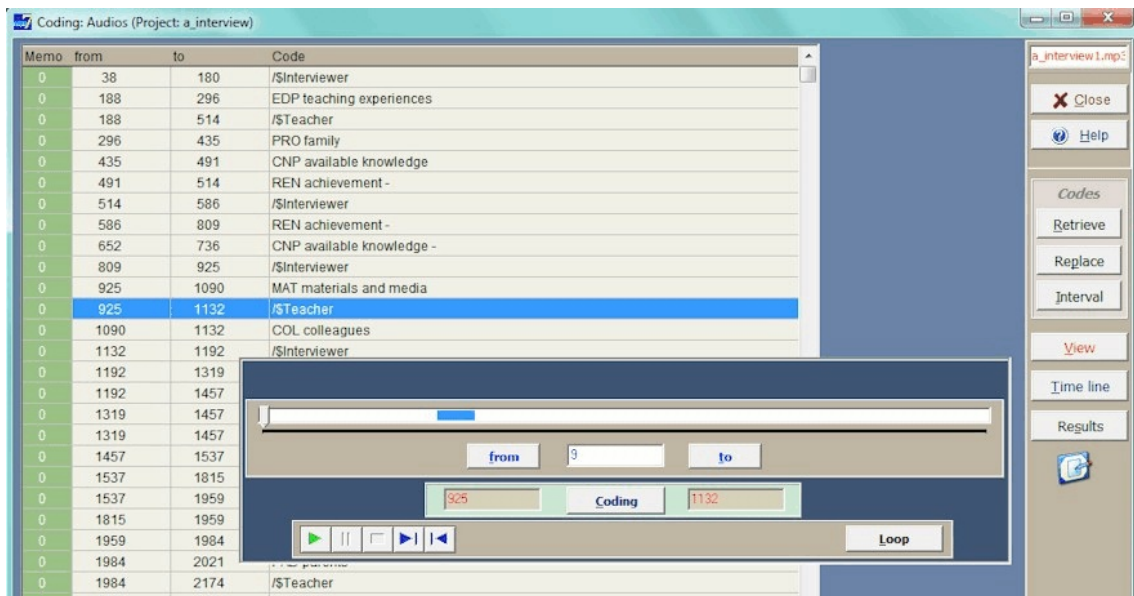 Coding: Audios (Project: a_interview)
Memo from to Code
0 38 180 /$Interviewer
0 188 296 EDP teaching experiences
0 188 514 /$Teacher
0 296 435 PRO family
0 435 491 CNP available knowledge
0 491 514 REN achievement -
0 514 586 /$Interviewer
0 586 809 REN achievement -
0 652 736 CNP available knowledge -
0 809 925 /$Interviewer
0 925 1090 MAT materials and media
0 925 1132 /$Teacher
0 1090 1132 COL colleagues
0 1132 1192 /$Interviewer
0 1192 1319
0 1192 1457
0 1319 1457
0 1319 1457
0 1457 1537
0 1537 1815
0 1537 1959
0 1815 1959
0 1959 1984
0 1984 2021 parents
0 1984 2174 /$Teacher
from 9 to
925 Coding 1132
Loop
a_interview1.mp3
Close
Help
Codes
Retrieve
Replace
Interval
View
Time line
Results